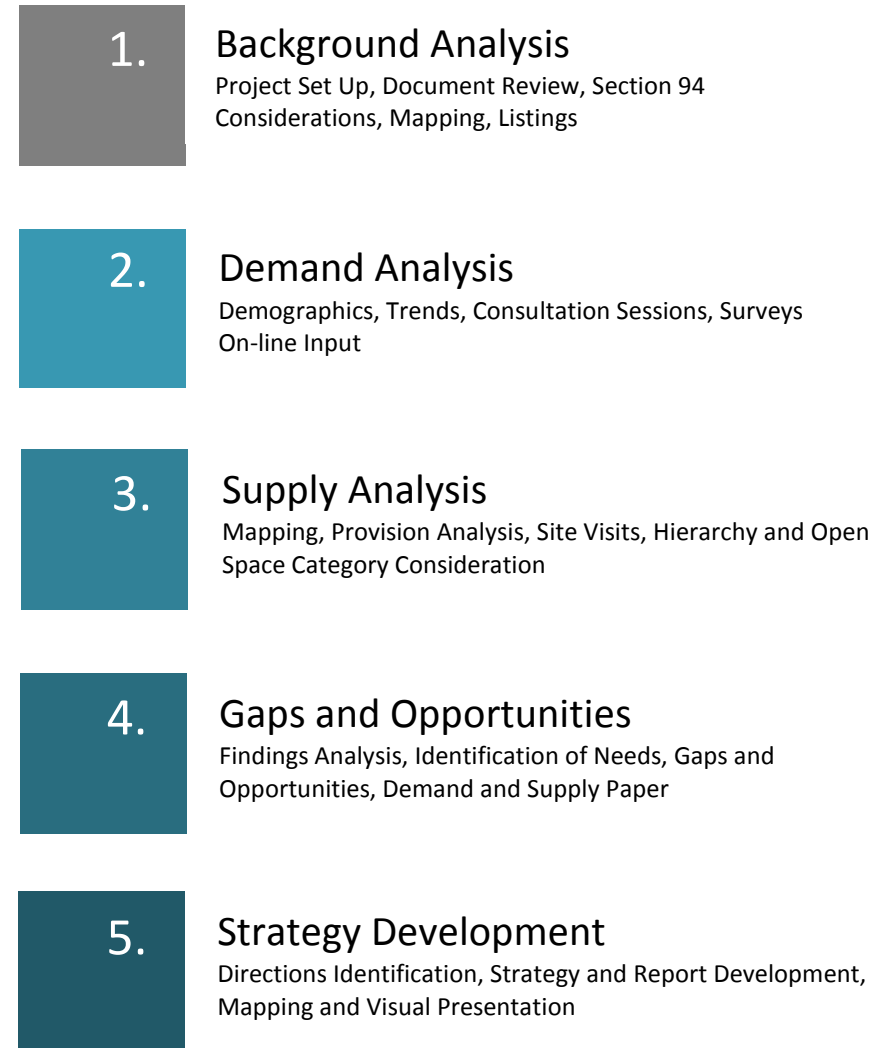 1.
Background Analysis
Project Set Up, Document Review, Section 94
Considerations, Mapping, Listings
2.
Demand Analysis
Demographics, Trends, Consultation Sessions, Surveys
On-line Input
3.
Supply Analysis
Mapping, Provision Analysis, Site Visits, Hierarchy and Open
Space Category Consideration
4.
Gaps and Opportunities
Findings Analysis, Identification of Needs, Gaps and
Opportunities, Demand and Supply Paper
5.
Strategy Development
Directions Identification, Strategy and Report Development,
Mapping and Visual Presentation